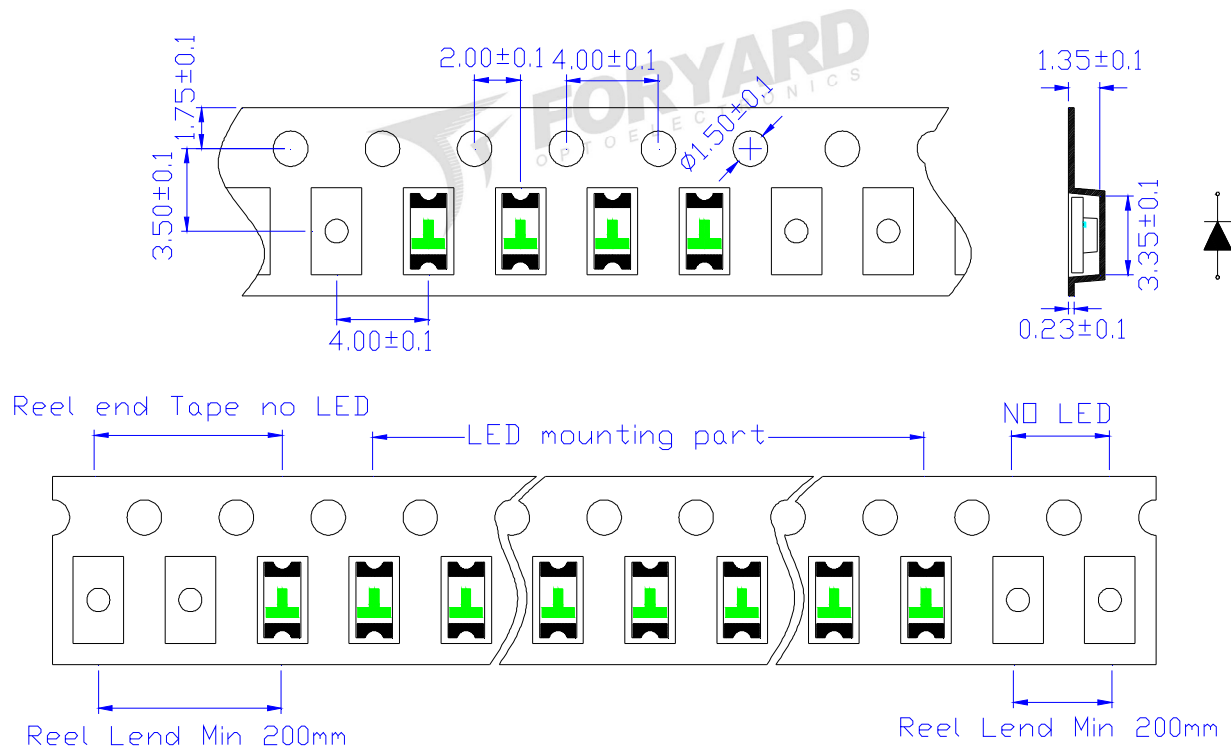 FORYARD
OPTOELECTRONICS
2.00±0.1
4.00±0.1
1.35±0.1
1.75±0.1
Ø1.50±0.1
3.50±0.1
3.35±0.1
4.00±0.1
0.23±0.1
Reel end Tape no LED
LED mounting part
NO LED
Reel Lend Min 200mm
Reel Lend Min 200mm